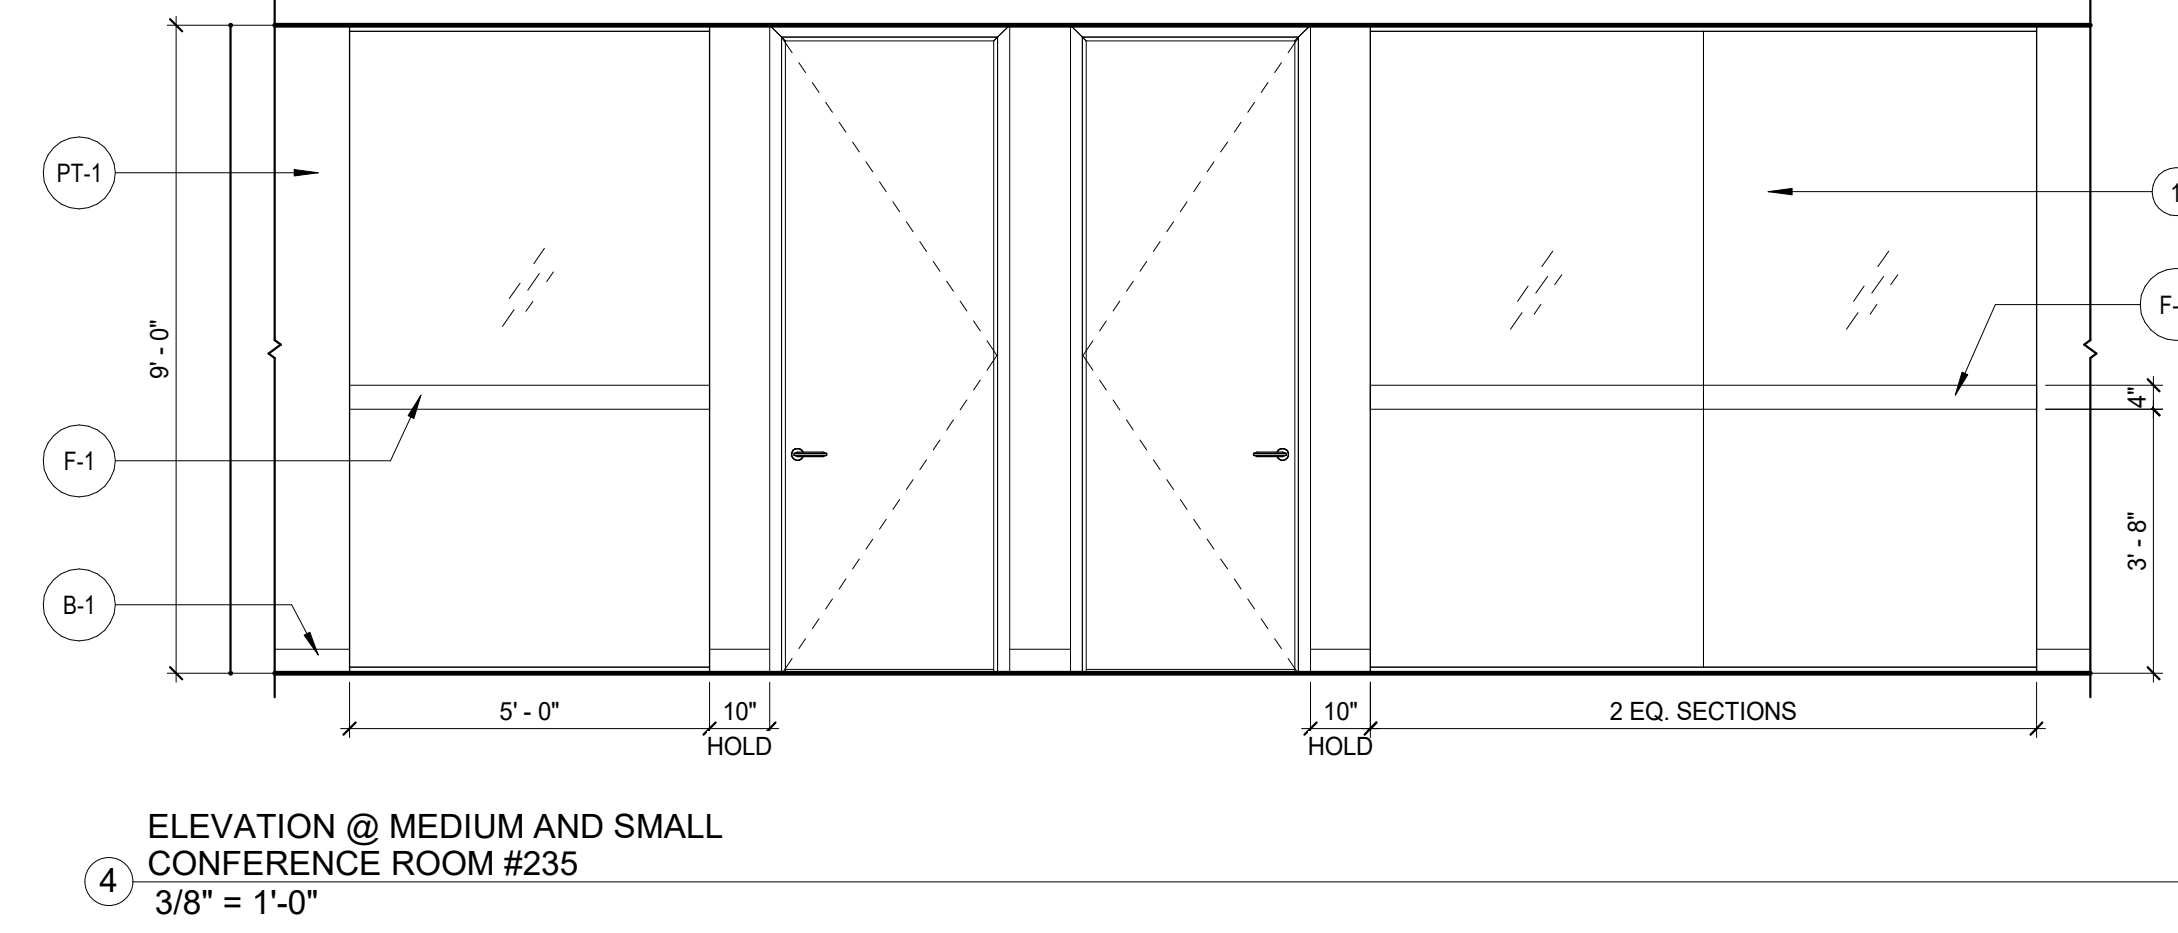 PT-1
9' - 0"
1
F-
4"
F-1
3' - 8"
B-1
5' - 0"
10"
HOLD
10"
HOLD
2 EQ. SECTIONS
ELEVATION @ MEDIUM AND SMALL
CONFERENCE ROOM #235
4
3/8" = 1'-0"